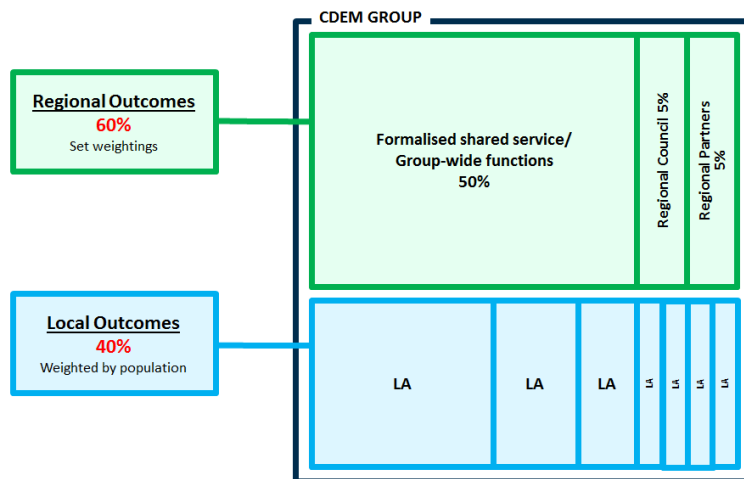 CDEM GROUP
Regional Outcomes
60%
Set weightings
Formalised shared service/
Group-wide functions
50%
Regional Council 5%
Regional Partners
5%
Local Outcomes
40%
Weighted by population
LA
LA
LA
LA
LA
LA
LA